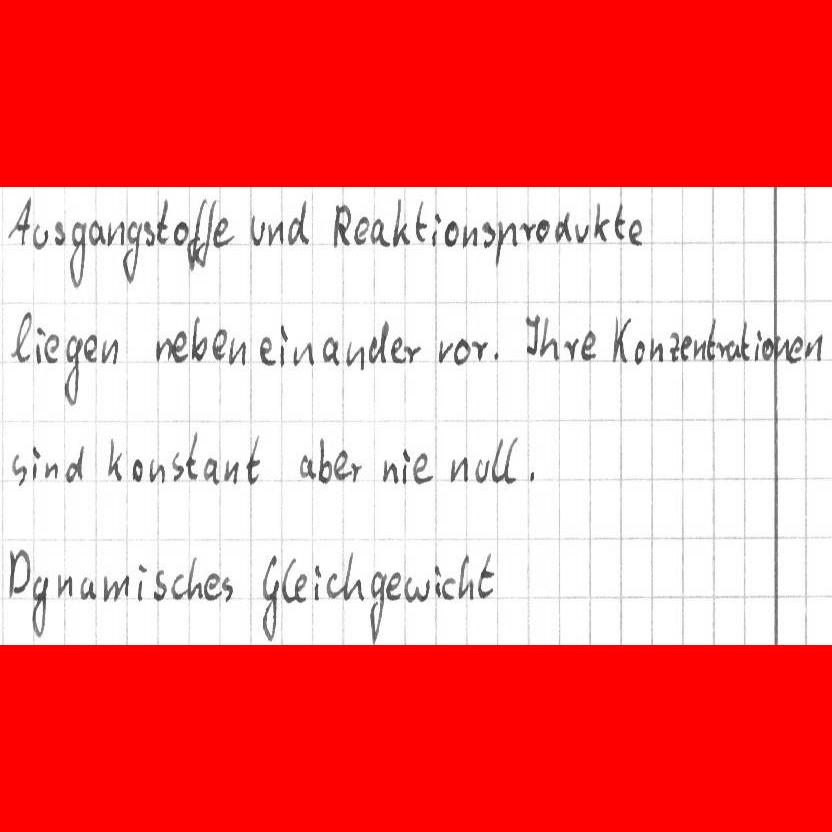 Ausgangstoffe und Reaktionsprodukte
liegen nebeneinander vor. Ihre Konzentrationen
sind konstant aber nie null.
Dynamisches Gleichgewicht